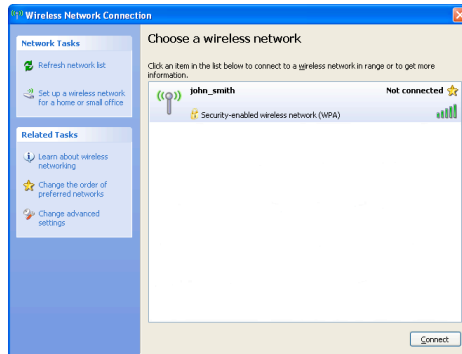 Wireless Network Connection
Network Tasks
Refresh network list
Set up a wireless network
for a home or small office
Related Tasks
Learn about wireless
networking
Change the order of
preferred networks
Change advanced
settings
Choose a wireless network
Click an item in the list below to connect to a wireless network in range or to get more
information.
john_smith
Not connected
Security-enabled wireless network (WPA)
Connect